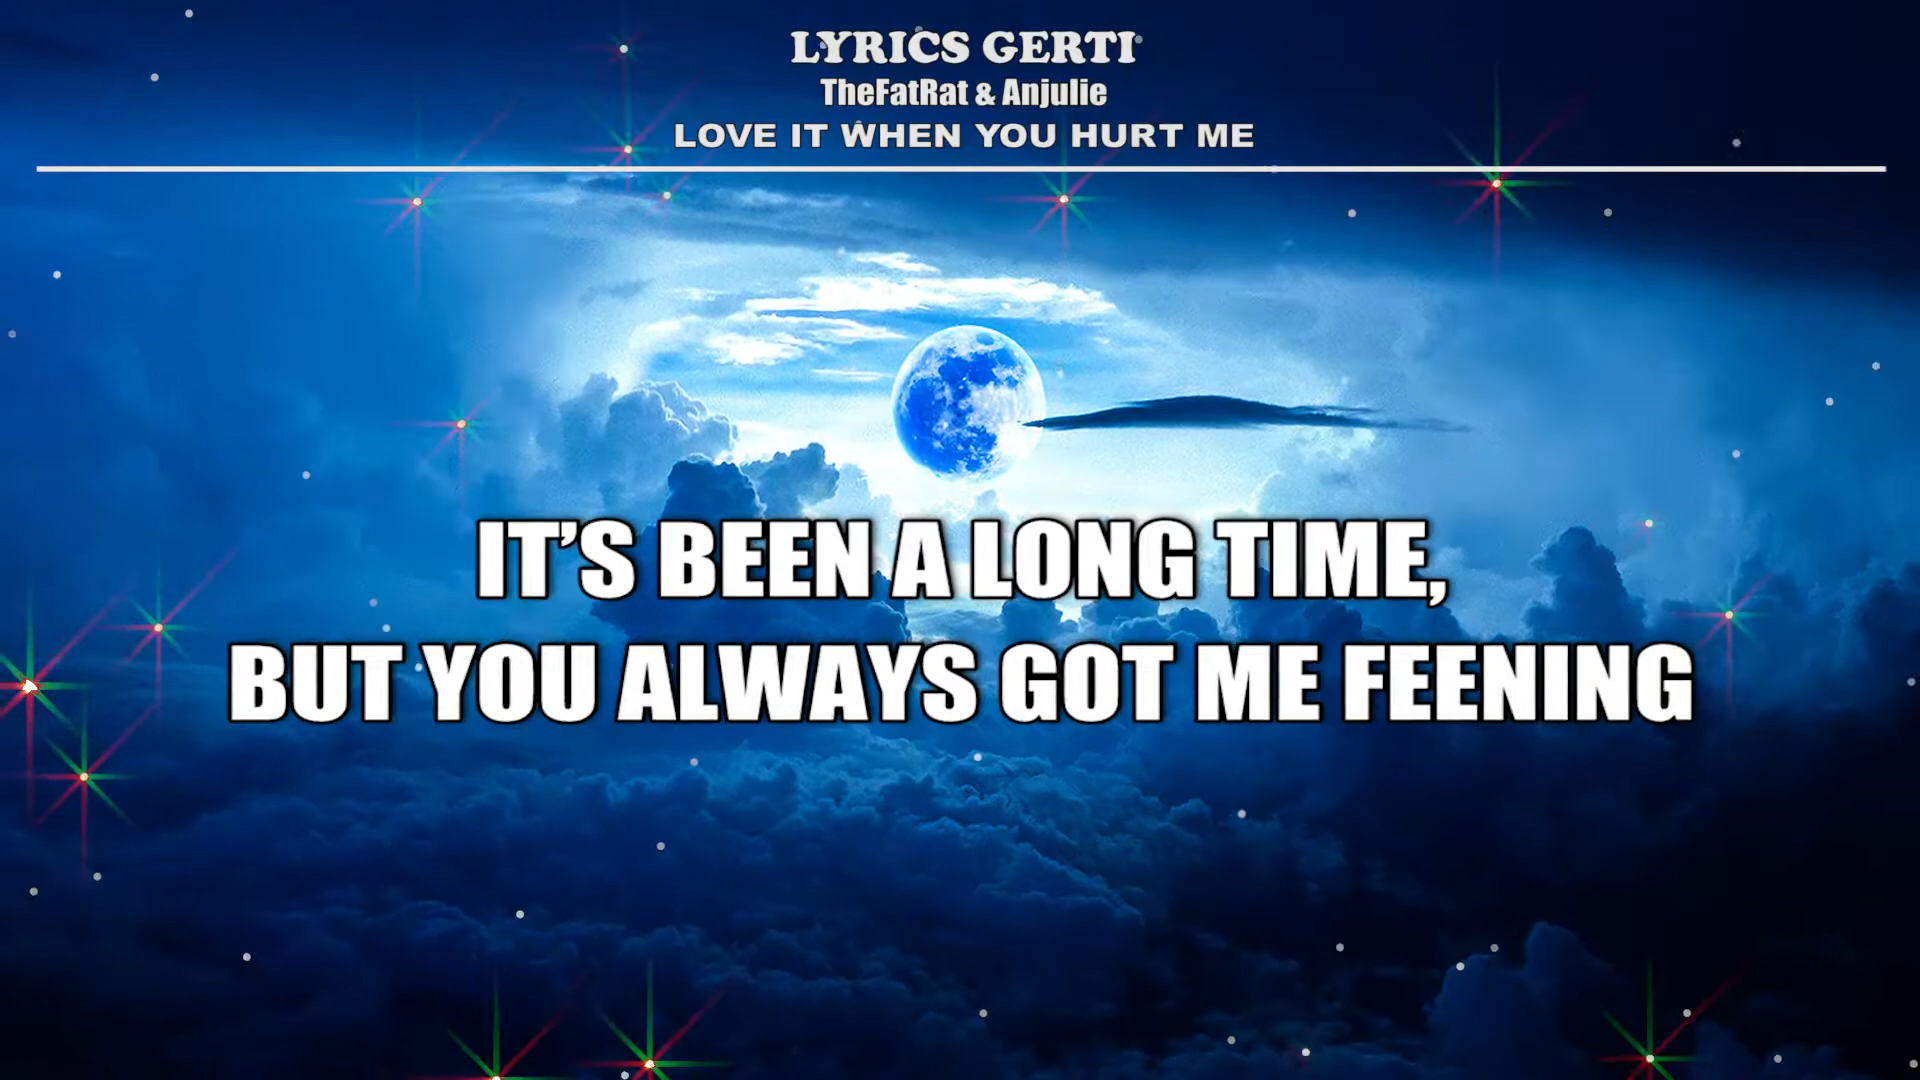 LYRICS GERTI
TheFatRat & Anjulie
LOVE IT WHEN YOU HURT ME
IT’S BEEN A LONG TIME,
BUT YOU ALWAYS GOT ME FEENING